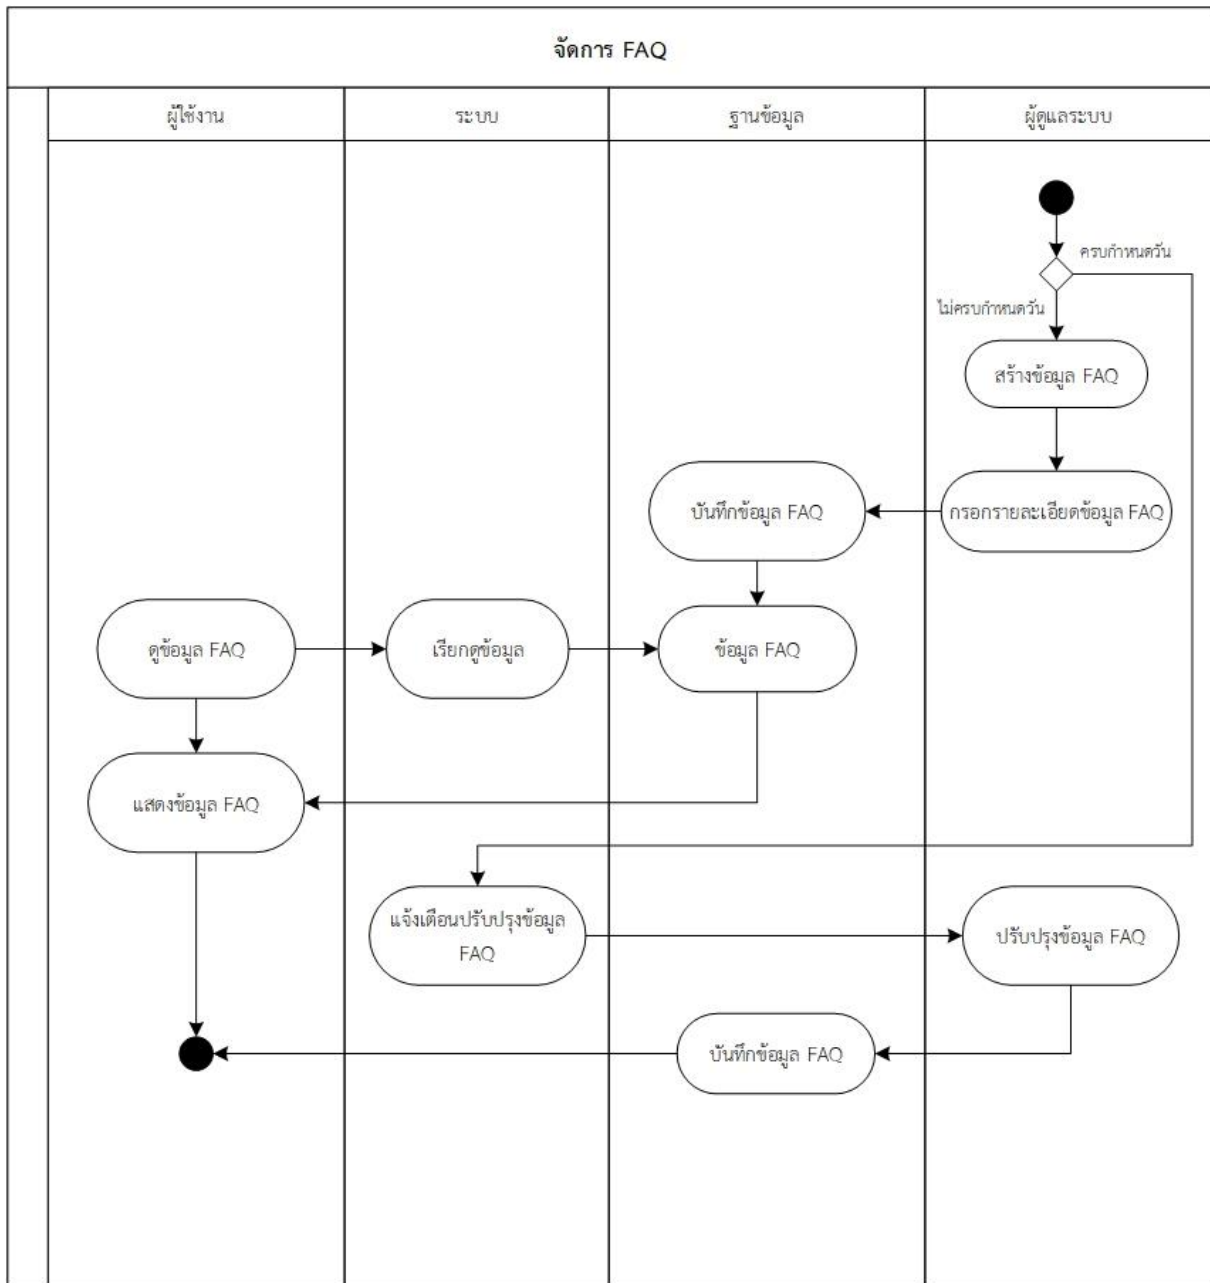 จัดการ FAQ
ผู้ใช้งาน
ระบบ
ฐานข้อมูล
ผู้ดูแลระบบ
ครบกำหนดวัน
ไม่ครบกำหนดวัน
สร้างข้อมูล FAQ
บันทึกข้อมูล FAQ
กรอกรายละเอียดข้อมูล FAQ
ดูข้อมูล FAQ
เรียกดูข้อมูล
ข้อมูล FAQ
แสดงข้อมูล FAQ
แจ้งเตือนปรับปรุงข้อมูล
FAQ
ปรับปรุงข้อมูล FAQ
บันทึกข้อมูล FAQ